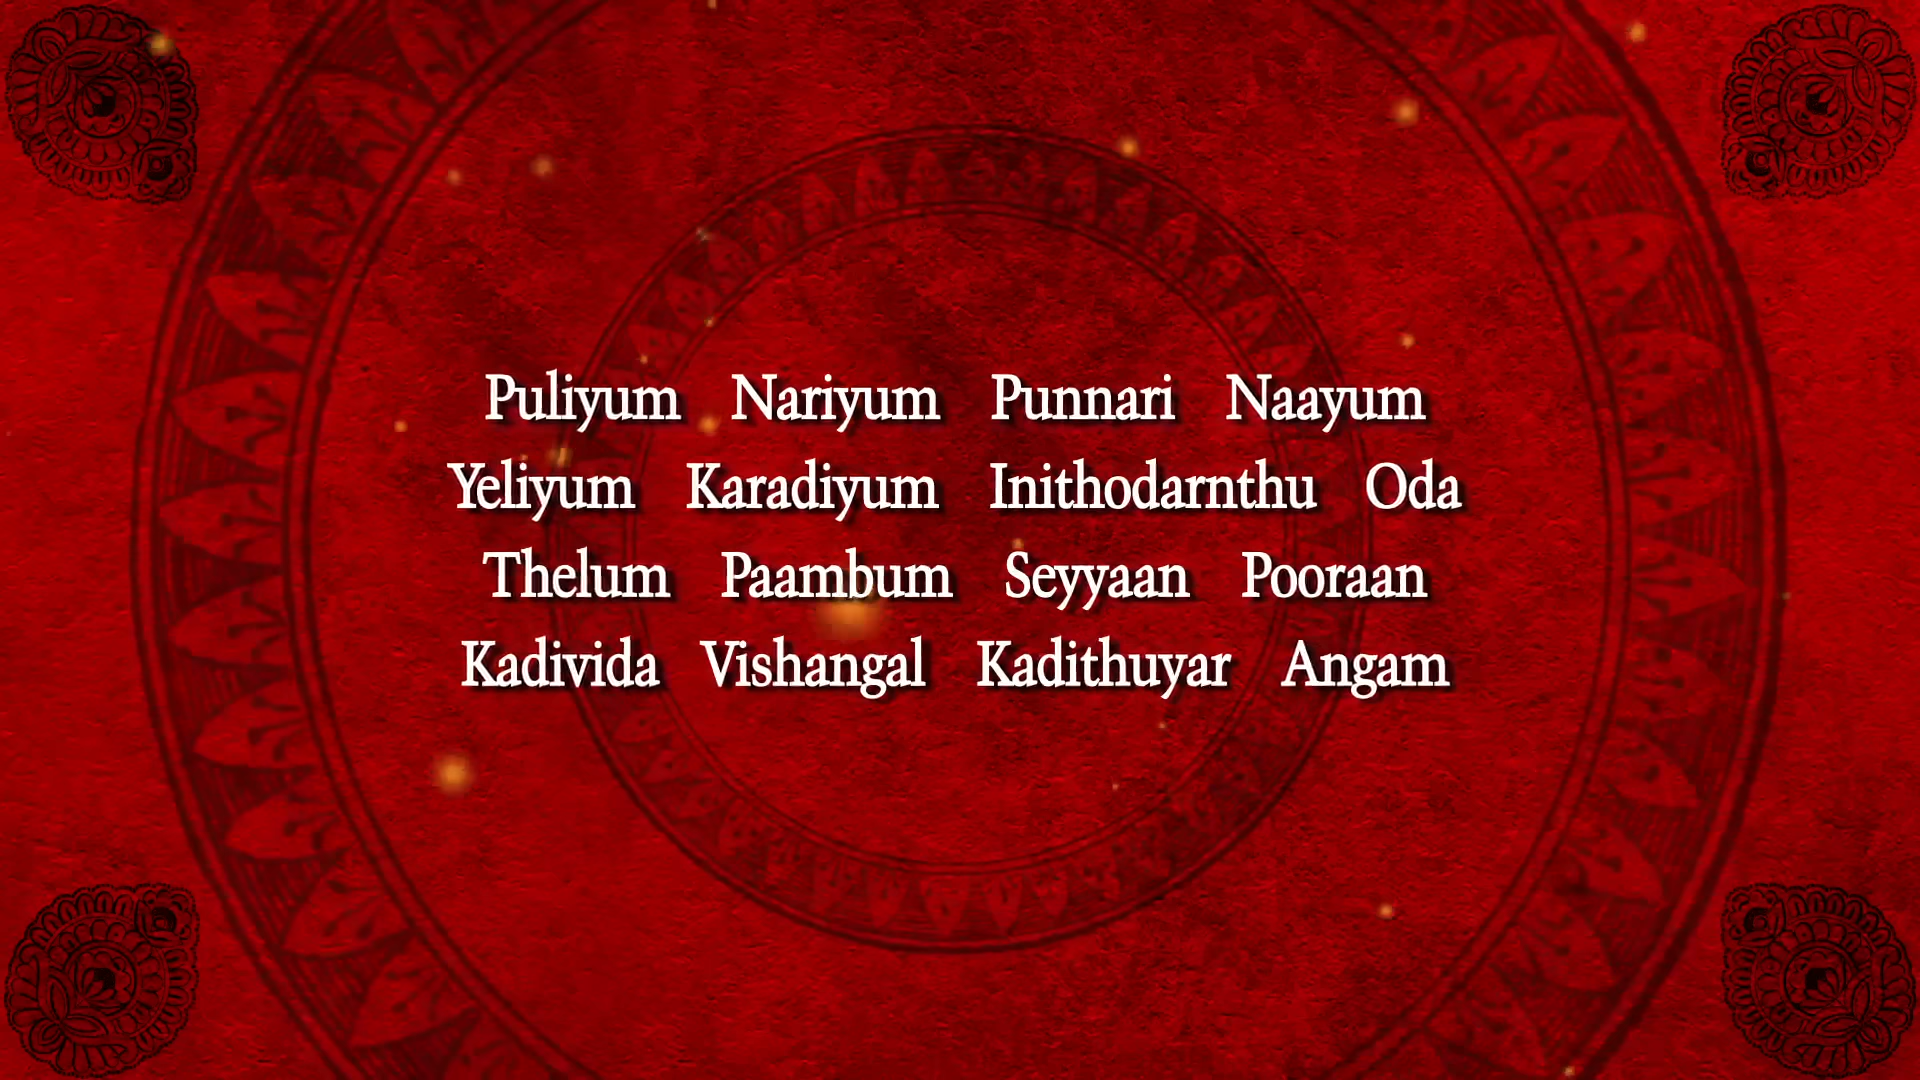 Puliyum Nariyum Punnari Naayum
Yeliyum Karadiyum Inithodarnthu Oda
Thelum Paambum Seyyaan Pooraan
Kadivida Vishangal Kadithuyar Angam